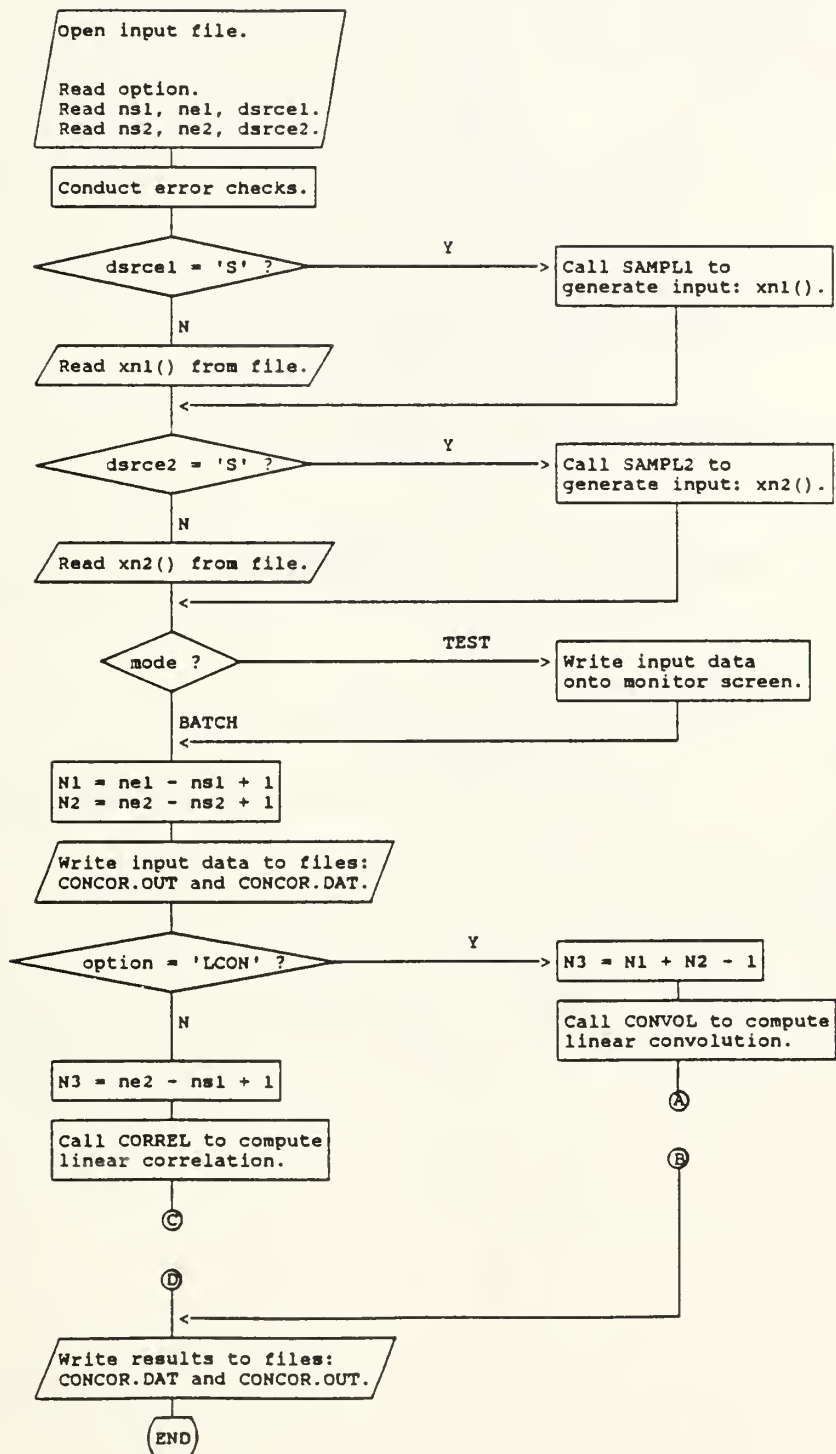 Open input file.
Read option.
Read ns1, ne1, dsrce1.
Read ns2, ne2, dsrce2.
Conduct error checks.
dsrce1 = 'S' ?
Y
Call SAMPL1 to
generate input: xn1().
N
Read xn1() from file.
dsrce2 = 'S' ?
Y
Call SAMPL2 to
generate input: xn2().
N
Read xn2() from file.
mode ?
TEST
Write input data
onto monitor screen.
BATCH
N1 = ne1 - ns1 + 1
N2 = ne2 - ns2 + 1
Write input data to files:
CONCOR.OUT and CONCOR.DAT.
option = 'LCON' ?
Y
N3 = N1 + N2 - 1
N
Call CONVOL to compute
linear convolution.
N3 = ne2 - ns1 + 1
A
Call CORREL to compute
linear correlation.
B
C
D
Write results to files:
CONCOR.DAT and CONCOR.OUT.
END